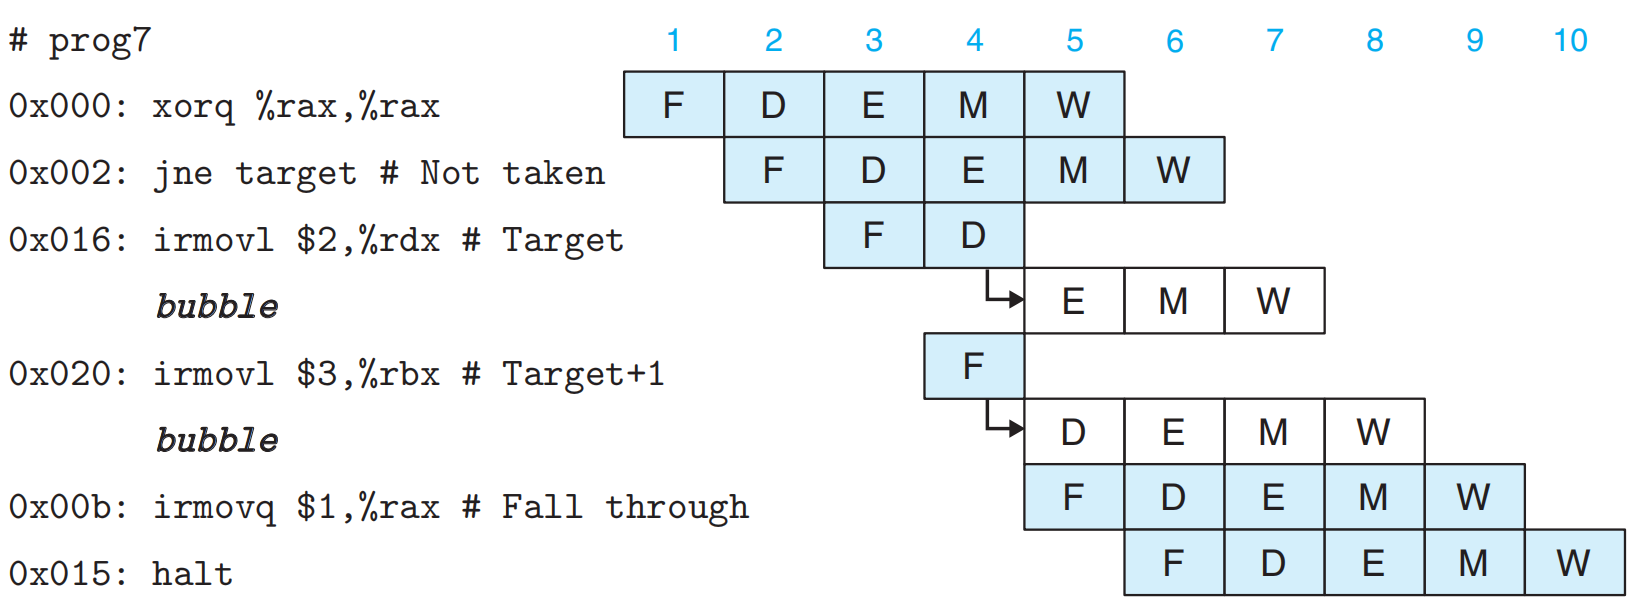 # prog7 1 2 3 4 5 6 7 8 9 10
0x000: xorq %rax,%rax F D E M W
0x002: jne target # Not taken F D E M W
0x016: irmovl $2,%rdx # Target F D
bubble E M W
0x020: irmovl $3,%rbx # Target+1 F
bubble D E M W
0x00b: irmovq $1,%rax # Fall through F D E M W
0x015: halt F D E M W